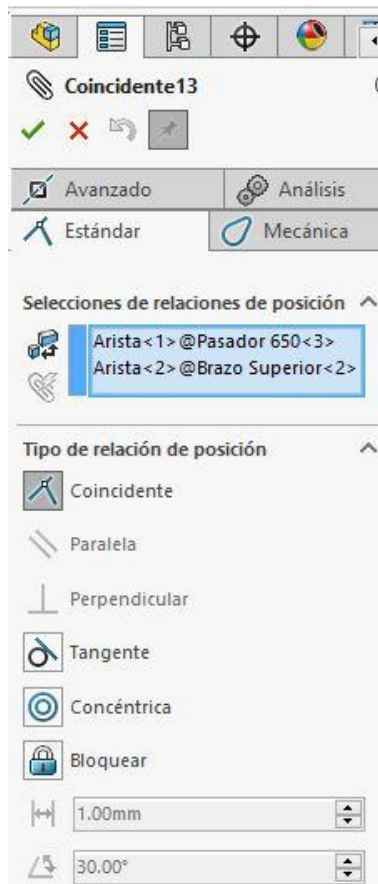 Coincidente13
Avanzado
Análisis
Estándar
Mecánica
Selecciones de relaciones de posición
Arista<1>@Pasador 650<3>
Arista<2>@Brazo Superior<2>
Tipo de relación de posición
Coincidente
Paralela
Perpendicular
Tangente
Concéntrica
Bloquear
1.00mm
30.00°